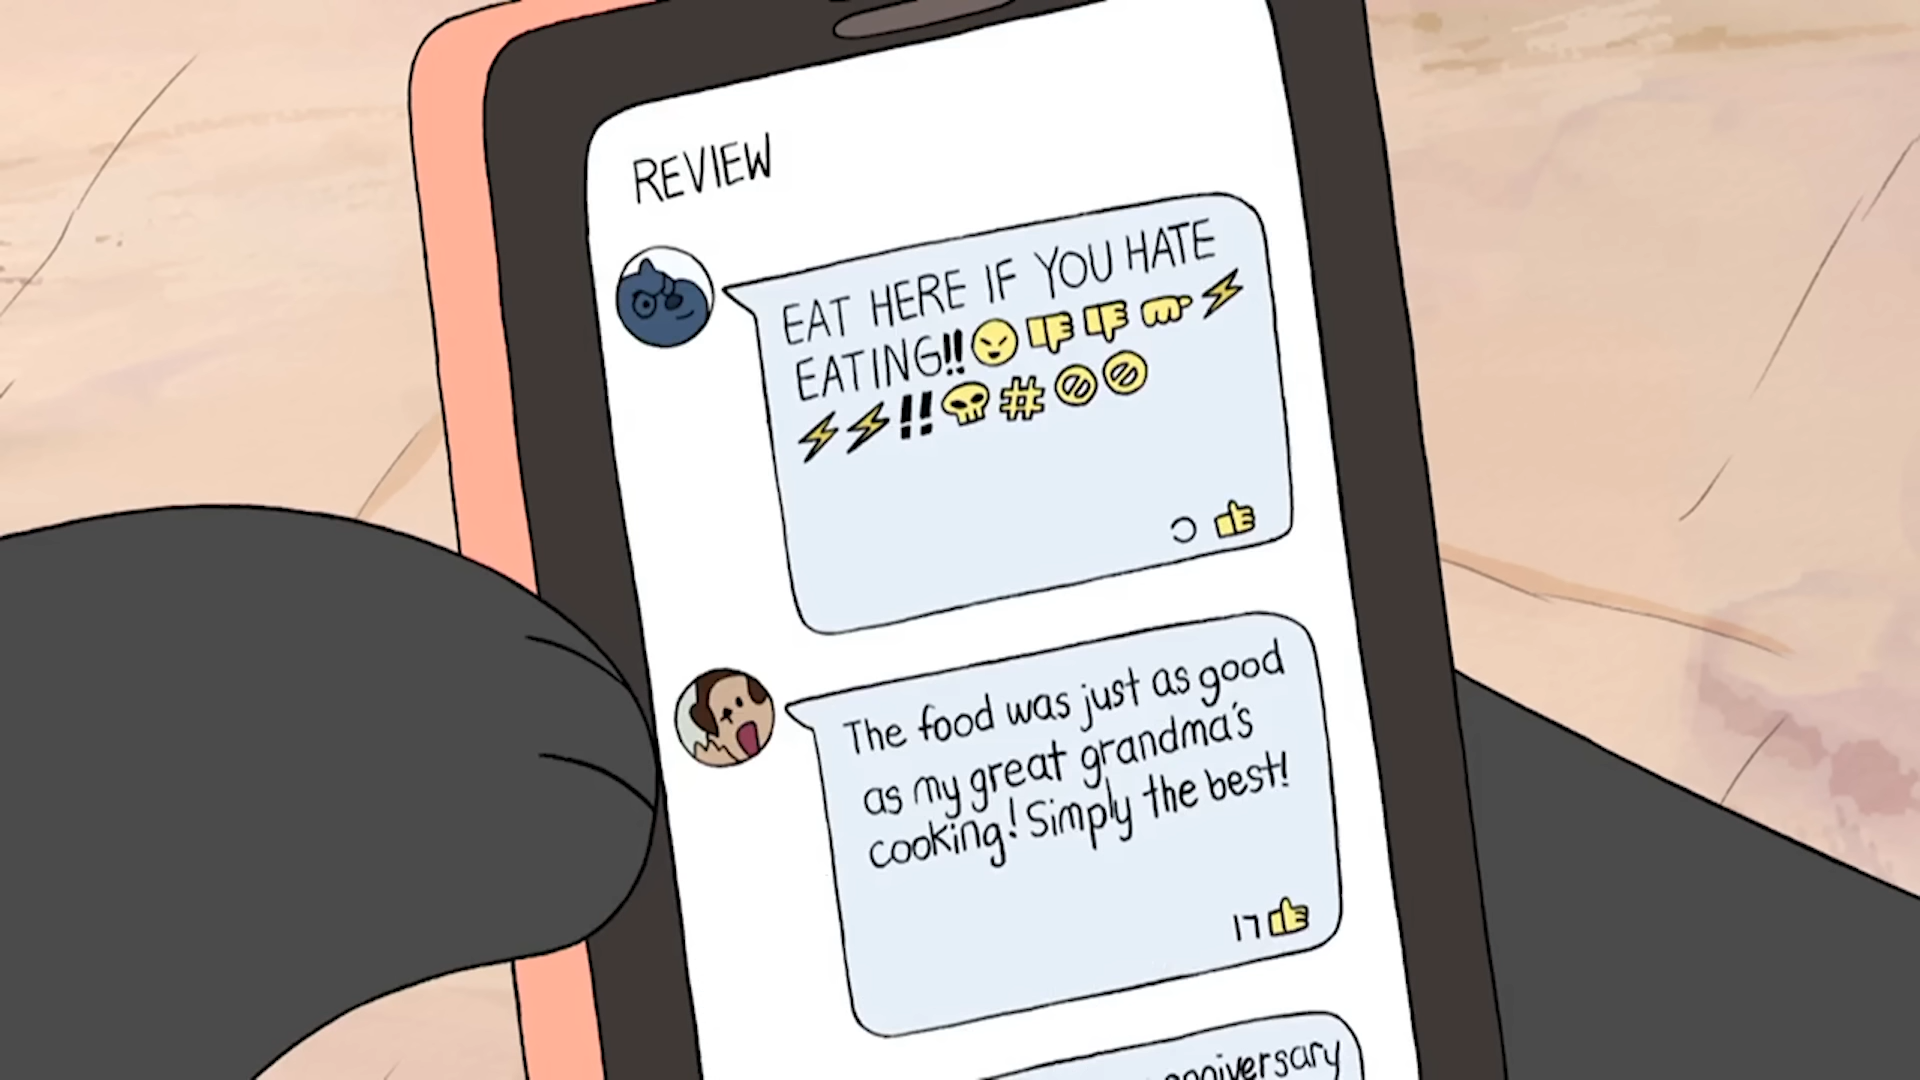 REVIEW
EAT HERE IF YOU HATE
EATING!!
!!#
0
The food was just as good
as my great grandma's
cooking! Simply the best!
17
anniversary